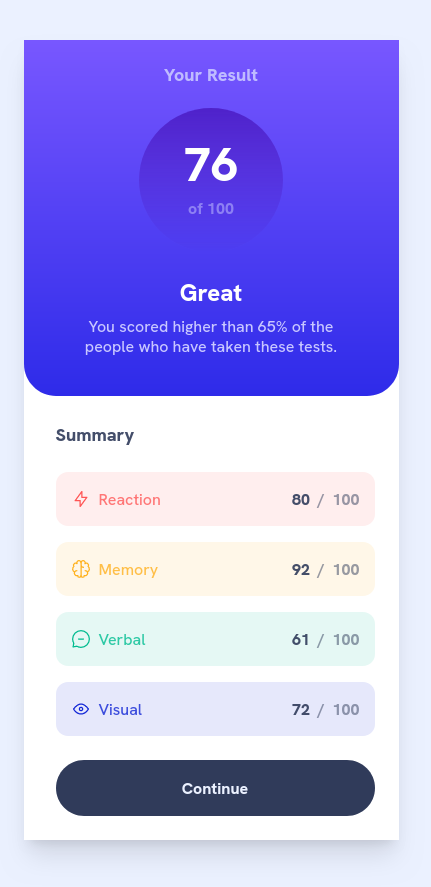 Your Result
76
of 100
Great
You scored higher than 65% of the
people who have taken these tests.
Summary
Reaction 80 / 100
Memory 92 / 100
Verbal 61 / 100
Visual 72 / 100
Continue